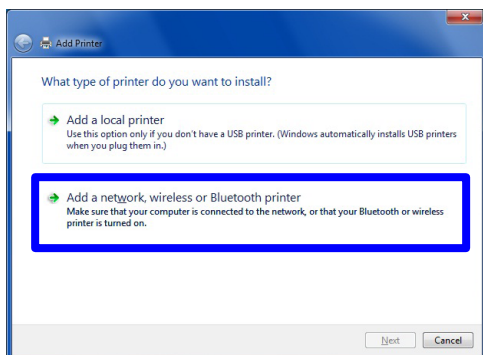 Add Printer
What type of printer do you want to install?
Add a local printer
Use this option only if you don't have a USB printer. (Windows automatically installs USB printers
when you plug them in.)
Add a network, wireless or Bluetooth printer
Make sure that your computer is connected to the network, or that your Bluetooth or wireless
printer is turned on.
Next Cancel